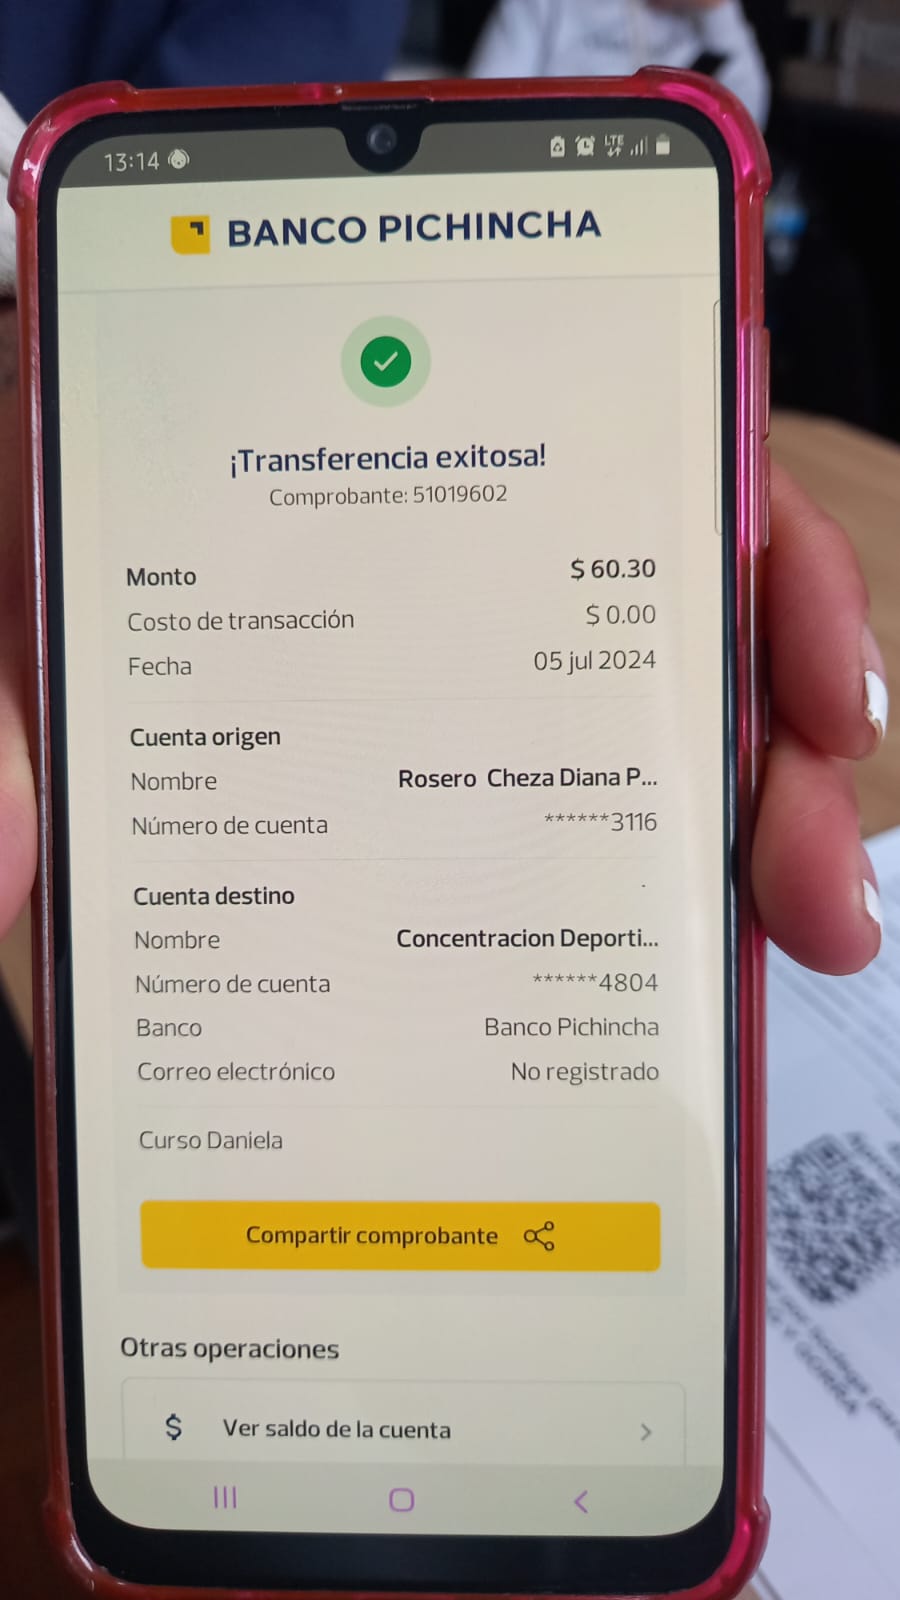 13:14
LTE
BANCO PICHINCHA
¡Transferencia exitosa!
Comprobante: 51019602
Monto $ 60.30
Costo de transacción $ 0.00
Fecha 05 jul 2024
Cuenta origen
Nombre Rosero Cheza Diana P...
Número de cuenta ******3116
Cuenta destino
Nombre Concentracion Deporti...
Número de cuenta ******4804
Banco Banco Pichincha
Correo electrónico No registrado
Curso Daniela
Compartir comprobante
Otras operaciones
$ Ver saldo de la cuenta